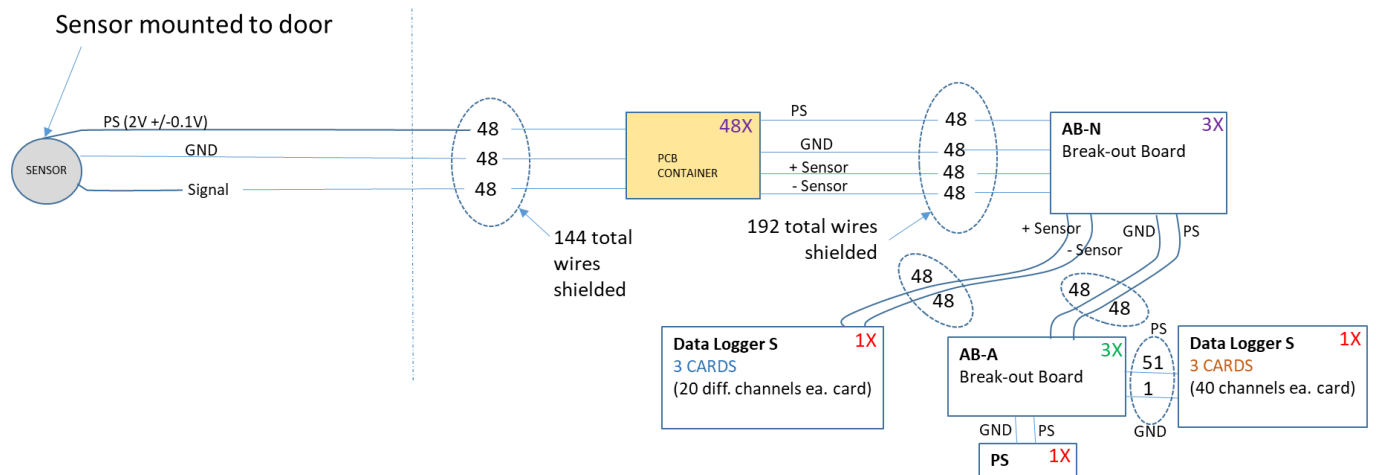 Sensor mounted to door
PS (2V +/-0.1V)
GND
Signal
SENSOR
48
48
48
144 total
wires
shielded
48X
PCB
CONTAINER
PS
GND
+ Sensor
- Sensor
48
48
48
48
192 total wires
shielded
AB-N
3X
Break-out Board
+ Sensor
- Sensor
GND
PS
48
48
48
48
Data Logger S
1X
3 CARDS
(20 diff. channels ea. card)
AB-A
3X
Break-out Board
PS
51
1
GND
Data Logger S
1X
3 CARDS
(40 channels ea. card)
GND
PS
PS
1X